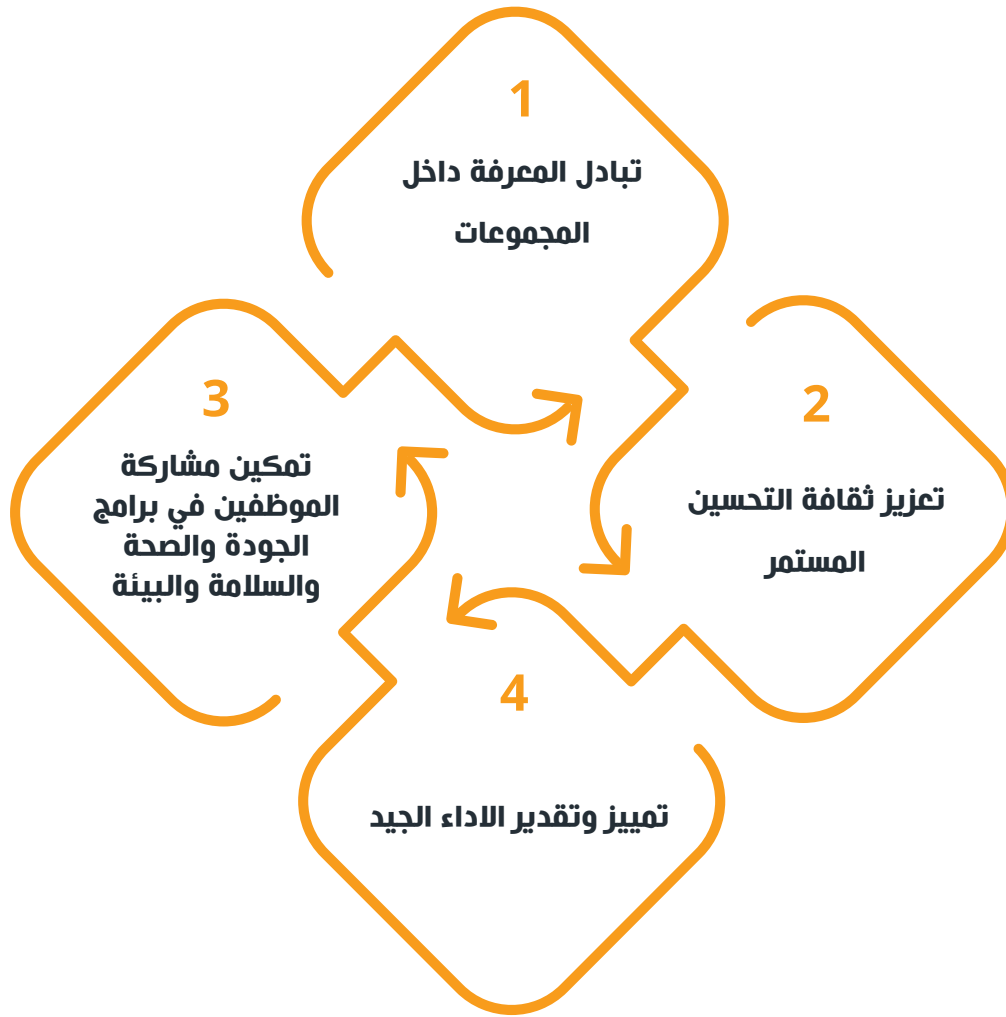 1
تبادل المعرفة داخل
المجموعات
2
تعزيز ثقافة التحسين
المستمر
3
تمكين مشاركة
الموظفين في برامج
الجودة والصحة
والسلامة والبيئة
4
تمييز وتقدير الاداء الجيد